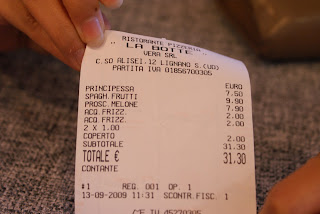 RISTORANTE PIZZERIA
LA BOTTE
VERA SRL
C.SO ALISEI.12 LIGNANO S.(UD)
PARTITA IVA 01856700305
EURO
PRINCIPESSA 7.50
SPAGH.FRUTTI 9.90
PROSC.MELONE 7.90
ACQ.FRIZZ. 2.00
ACQ.FRIZZ.
2 X 1.00
COPERTO 2.00
SUBTOTALE 31.30
TOTALE € 31.30
CONTANTE
#1 REG. 001 OP. 1
13-09-2009 11:31 SCONTR.FISC. 1